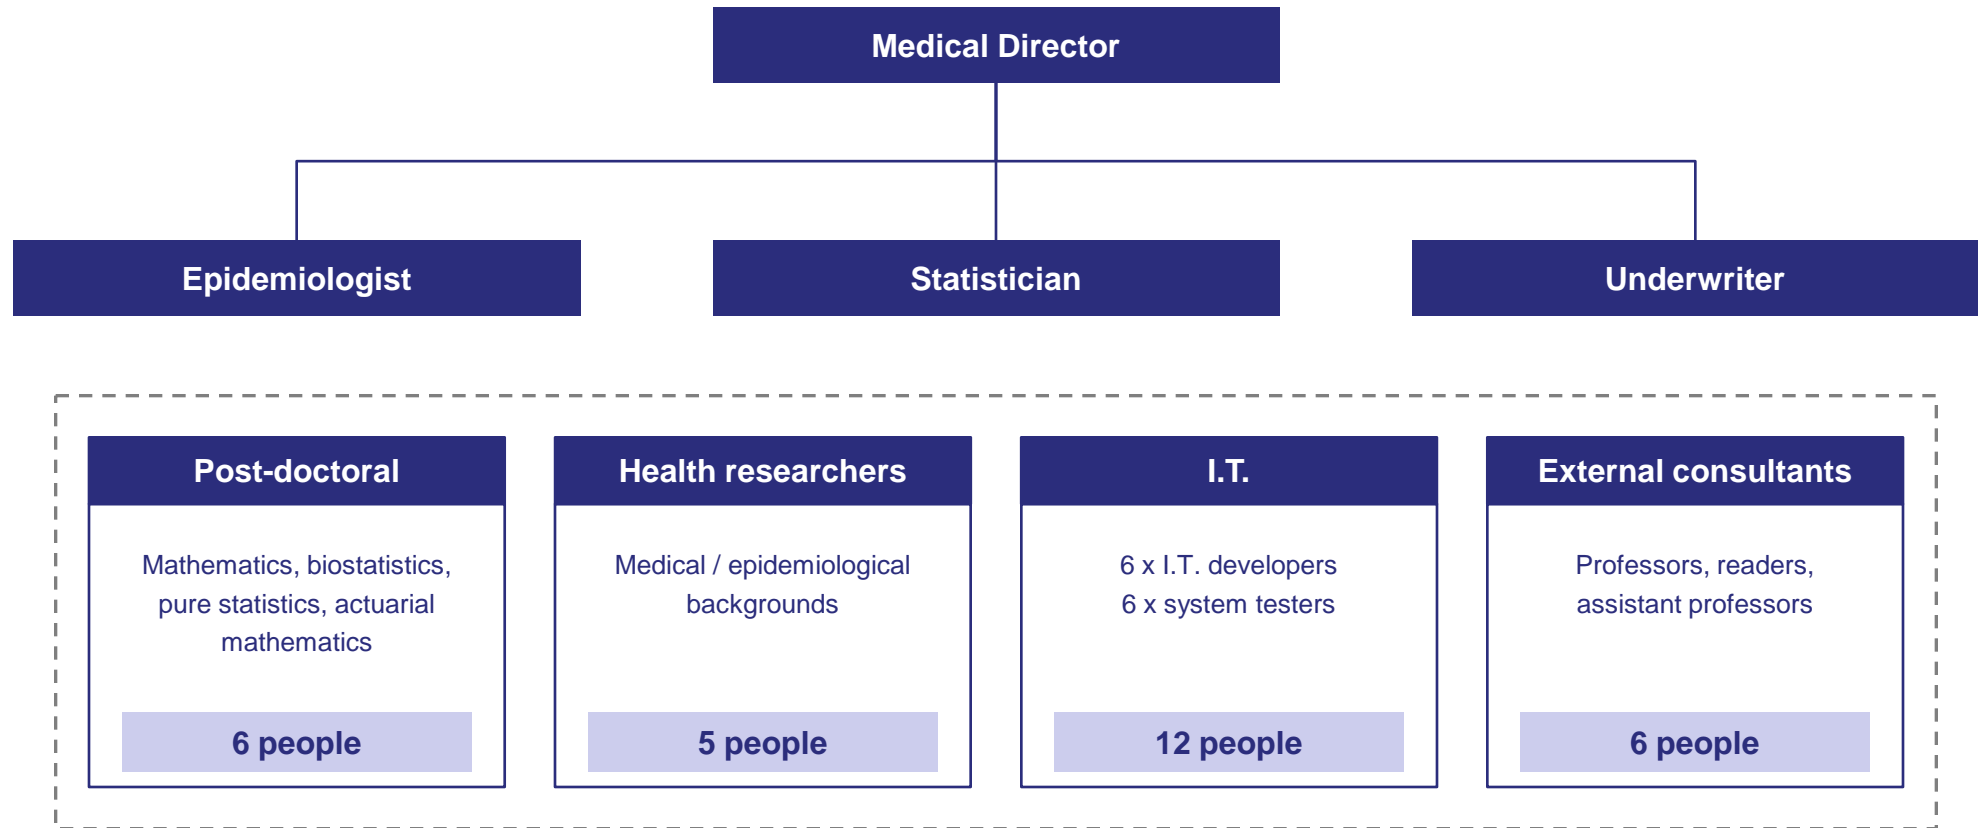 Medical Director
Epidemiologist
Statistician
Underwriter
Post-doctoral
Mathematics, biostatistics,
pure statistics, actuarial
mathematics
6 people
Health researchers
Medical / epidemiological
backgrounds
5 people
I.T.
6 x I.T. developers
6 x system testers
12 people
External consultants
Professors, readers,
assistant professors
6 people